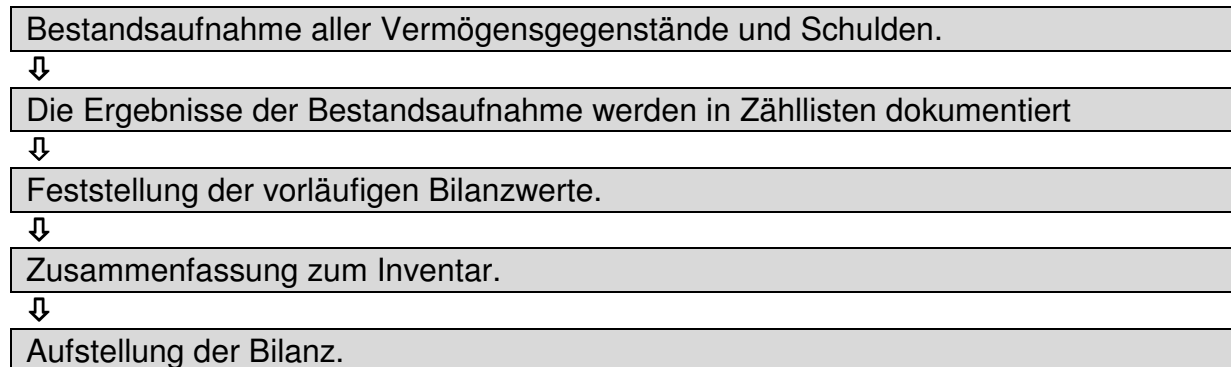 Bestandsaufnahme aller Vermögensgegenstände und Schulden.
⇩
Die Ergebnisse der Bestandsaufnahme werden in Zähllisten dokumentiert
⇩
Feststellung der vorläufigen Bilanzwerte.
⇩
Zusammenfassung zum Inventar.
⇩
Aufstellung der Bilanz.